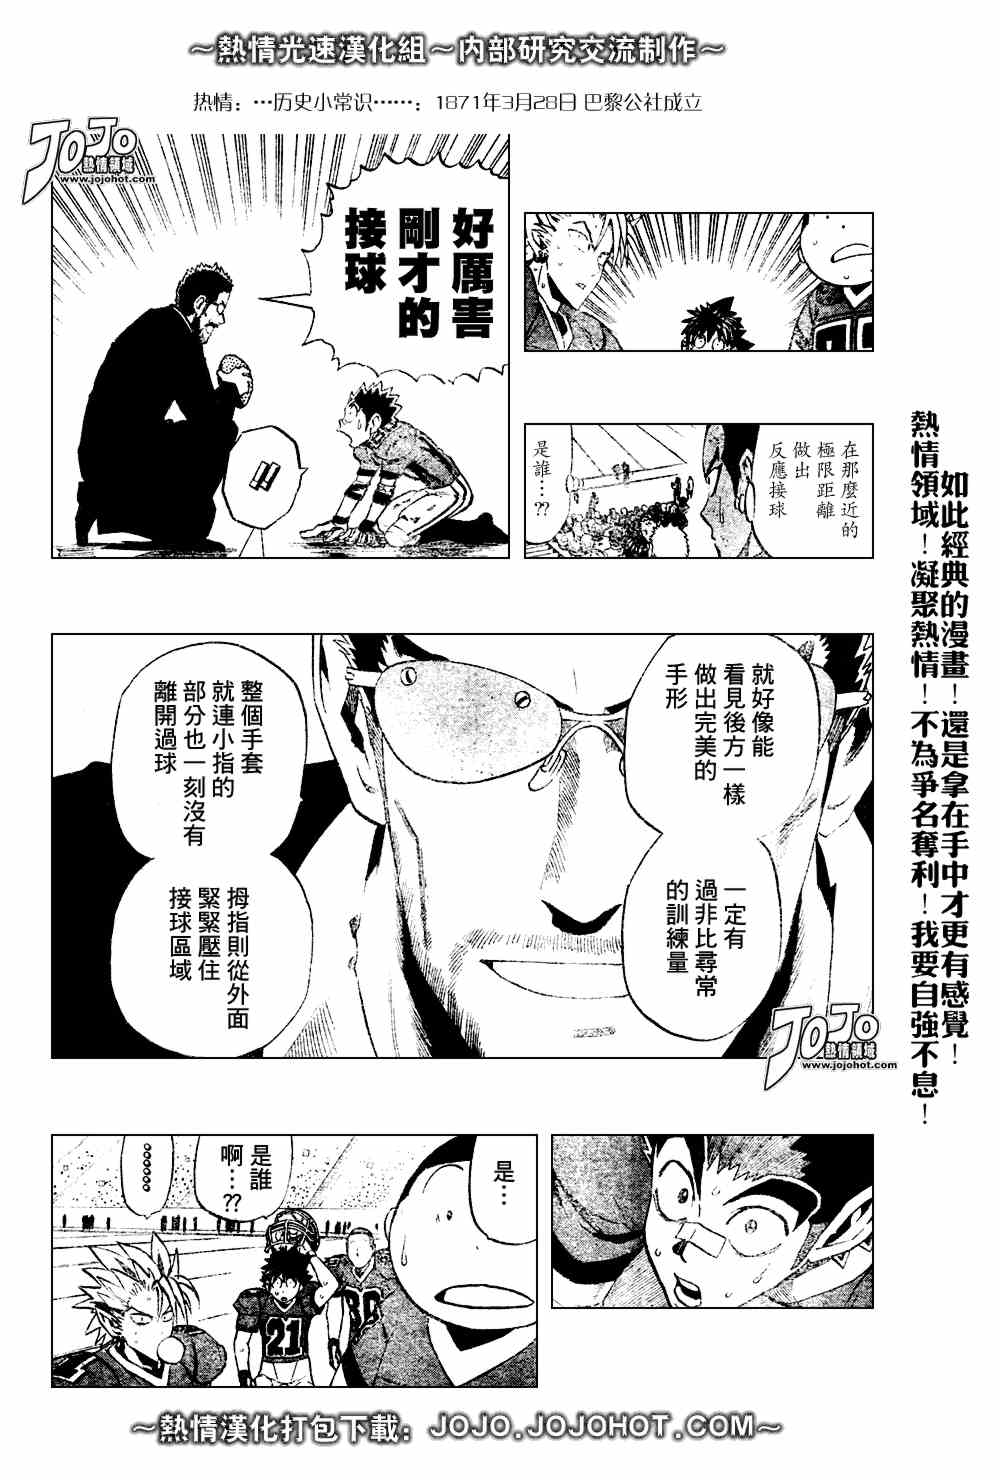 ～熱情光速漢化組～内部研究交流制作～
热情：…历史小常识……：1871年3月28日 巴黎公社成立
JOJO
熱情領域
www.jojohot.com
好厲害
剛才的
接球
!!
在那麼近的
極限距離
做出
反應接球
是誰…??
如此經典的漫畫！還是拿在手中才更有感覺！
熱情領域！凝聚熱情！不為爭名奪利！我要自強不息！
就好像能
看見後方一樣
做出完美的
手形
一定有
過非比尋常
的訓練量
整個手套
就連小指的
部分也一刻沒有
離開過球
拇指則從外面
緊緊壓住
接球區域
JOJO
熱情領域
www.jojohot.com
是…
是誰
啊…??
……
21
80
～熱情漢化打包下載：JOJO.JOJOHOT.COM～